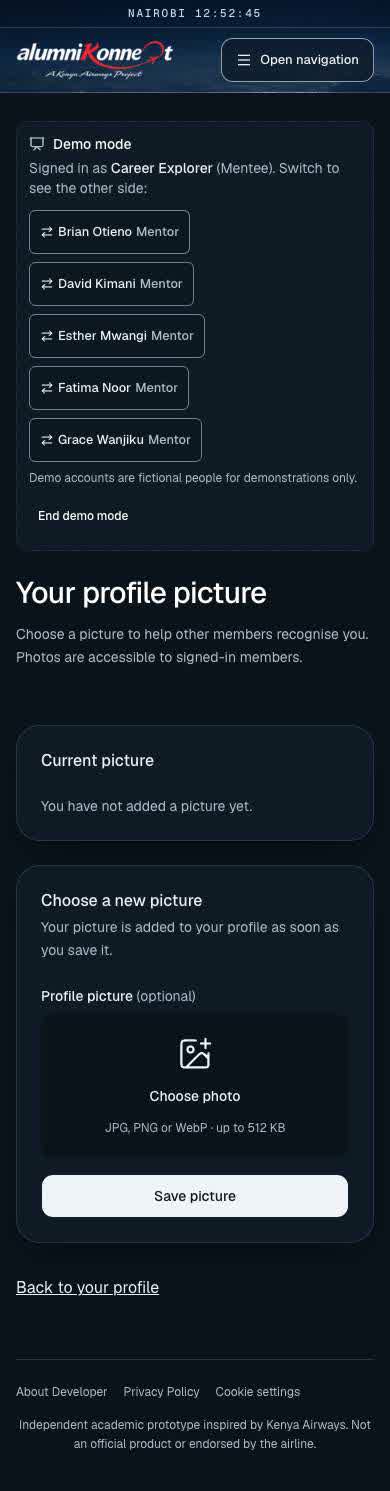 NAIROBI 12:52:45
alumniKonnect
A Kenya Airways Project
Open navigation
Demo mode
Signed in as Career Explorer (Mentee). Switch to
see the other side:
Brian Otieno Mentor
David Kimani Mentor
Esther Mwangi Mentor
Fatima Noor Mentor
Grace Wanjiku Mentor
Demo accounts are fictional people for demonstrations only.
End demo mode
Your profile picture
Choose a picture to help other members recognise you.
Photos are accessible to signed-in members.
Current picture
You have not added a picture yet.
Choose a new picture
Your picture is added to your profile as soon as
you save it.
Profile picture (optional)
Choose photo
JPG, PNG or WebP · up to 512 KB
Save picture
Back to your profile
About Developer Privacy Policy Cookie settings
Independent academic prototype inspired by Kenya Airways. Not
an official product or endorsed by the airline.